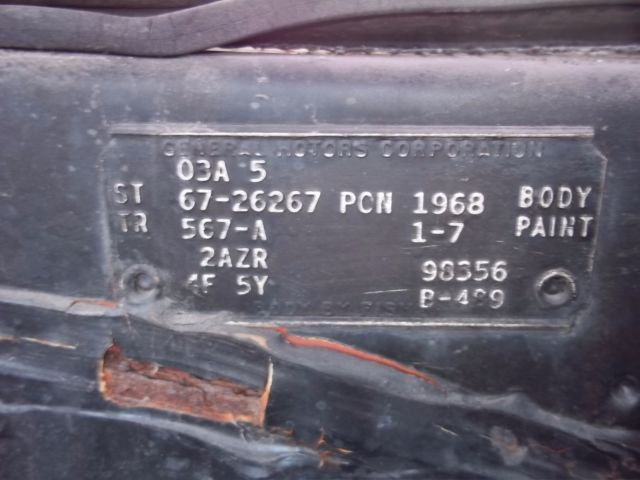 GENERAL MOTORS CORPORATION
03A 5
ST 67-26267 PCN 1968 BODY
TR 567-A 1-7 PAINT
2AZR 98356
4F 5Y B-489